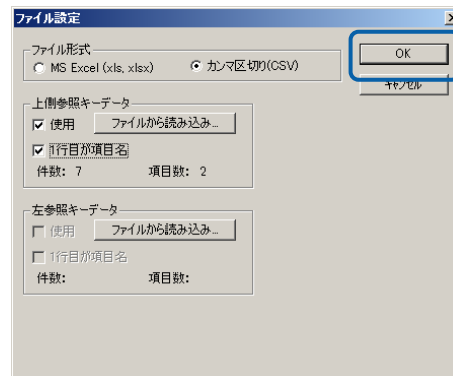 ファイル設定
ファイル形式
MS Excel (xls, xlsx)
カンマ区切り(CSV)
OK
キャンセル
上側参照キーデータ
使用
ファイルから読み込み...
1行目が項目名
件数: 7
項目数: 2
左参照キーデータ
使用
ファイルから読み込み...
1行目が項目名
件数:
項目数: